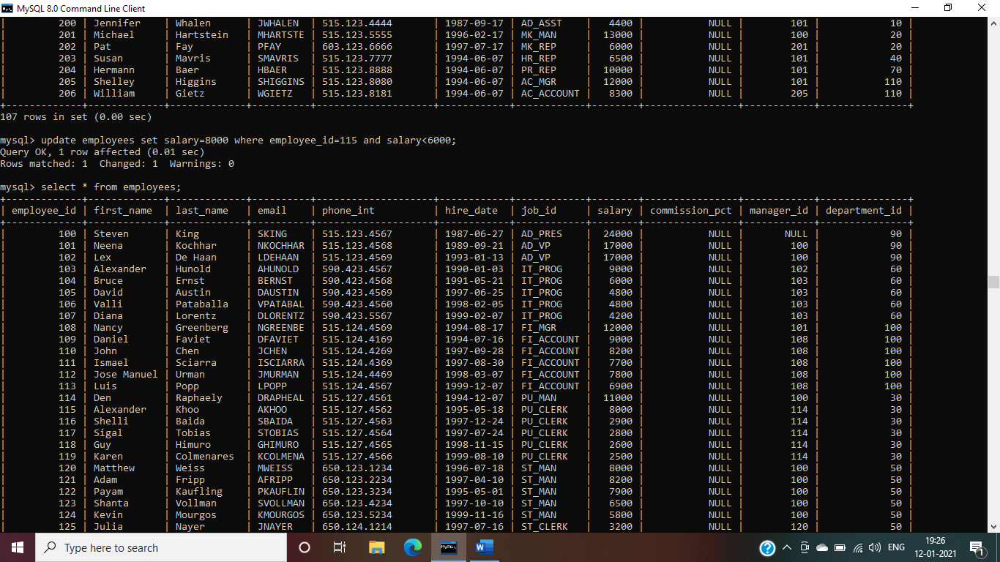 MySQL 8.0 Command Line Client
| 200 | Jennifer | Whalen | JWHALEN | 515.123.4444 | 1987-09-17 | AD_ASST | 4400 | NULL | 101 | 10 |
| 201 | Michael | Hartstein | MHARTSTE | 515.123.5555 | 1996-02-17 | MK_MAN | 13000 | NULL | 100 | 20 |
| 202 | Pat | Fay | PFAY | 603.123.6666 | 1997-07-17 | MK_REP | 6000 | NULL | 201 | 20 |
| 203 | Susan | Mavris | SMAVRIS | 515.123.7777 | 1994-06-07 | HR_REP | 6500 | NULL | 101 | 40 |
| 204 | Hermann | Baer | HBAER | 515.123.8888 | 1994-06-07 | PR_REP | 10000 | NULL | 101 | 70 |
| 205 | Shelley | Higgins | SHIGGINS | 515.123.8080 | 1994-06-07 | AC_MGR | 12000 | NULL | 101 | 110 |
| 206 | William | Gietz | WGIETZ | 515.123.8181 | 1994-06-07 | AC_ACCOUNT | 8300 | NULL | 205 | 110 |
107 rows in set (0.00 sec)
mysql> update employees set salary=8000 where employee_id=115 and salary<6000;
Query OK, 1 row affected (0.01 sec)
Rows matched: 1  Changed: 1  Warnings: 0
mysql> select * from employees;
| employee_id | first_name | last_name | email | phone_int | hire_date | job_id | salary | commission_pct | manager_id | department_id |
| 100 | Steven | King | SKING | 515.123.4567 | 1987-06-27 | AD_PRES | 24000 | NULL | NULL | 90 |
| 101 | Neena | Kochhar | NKOCHHAR | 515.123.4568 | 1989-09-21 | AD_VP | 17000 | NULL | 100 | 90 |
| 102 | Lex | De Haan | LDEHAAN | 515.123.4569 | 1993-01-13 | AD_VP | 17000 | NULL | 100 | 90 |
| 103 | Alexander | Hunold | AHUNOLD | 590.423.4567 | 1990-01-03 | IT_PROG | 9000 | NULL | 102 | 60 |
| 104 | Bruce | Ernst | BERNST | 590.423.4568 | 1991-05-21 | IT_PROG | 6000 | NULL | 103 | 60 |
| 105 | David | Austin | DAUSTIN | 590.423.4569 | 1997-06-25 | IT_PROG | 4800 | NULL | 103 | 60 |
| 106 | Valli | Pataballa | VPATABAL | 590.423.4560 | 1998-02-05 | IT_PROG | 4800 | NULL | 103 | 60 |
| 107 | Diana | Lorentz | DLORENTZ | 590.423.5567 | 1999-02-07 | IT_PROG | 4200 | NULL | 103 | 60 |
| 108 | Nancy | Greenberg | NGREENBE | 515.124.4569 | 1994-08-17 | FI_MGR | 12000 | NULL | 101 | 100 |
| 109 | Daniel | Faviet | DFAVIET | 515.124.4169 | 1994-07-16 | FI_ACCOUNT | 9000 | NULL | 108 | 100 |
| 110 | John | Chen | JCHEN | 515.124.4269 | 1997-09-28 | FI_ACCOUNT | 8200 | NULL | 108 | 100 |
| 111 | Ismael | Sciarra | ISCIARRA | 515.124.4369 | 1997-08-30 | FI_ACCOUNT | 7700 | NULL | 108 | 100 |
| 112 | Jose Manuel | Urman | JMURMAN | 515.124.4469 | 1998-03-07 | FI_ACCOUNT | 7800 | NULL | 108 | 100 |
| 113 | Luis | Popp | LPOPP | 515.124.4567 | 1999-12-07 | FI_ACCOUNT | 6900 | NULL | 108 | 100 |
| 114 | Den | Raphaely | DRAPHEAL | 515.127.4561 | 1994-12-07 | PU_MAN | 11000 | NULL | 100 | 30 |
| 115 | Alexander | Khoo | AKHOO | 515.127.4562 | 1995-05-18 | PU_CLERK | 8000 | NULL | 114 | 30 |
| 116 | Shelli | Baida | SBAIDA | 515.127.4563 | 1997-12-24 | PU_CLERK | 2900 | NULL | 114 | 30 |
| 117 | Sigal | Tobias | STOBIAS | 515.127.4564 | 1997-07-24 | PU_CLERK | 2800 | NULL | 114 | 30 |
| 118 | Guy | Himuro | GHIMURO | 515.127.4565 | 1998-11-15 | PU_CLERK | 2600 | NULL | 114 | 30 |
| 119 | Karen | Colmenares | KCOLMENA | 515.127.4566 | 1999-08-10 | PU_CLERK | 2500 | NULL | 114 | 30 |
| 120 | Matthew | Weiss | MWEISS | 650.123.1234 | 1996-07-18 | ST_MAN | 8000 | NULL | 100 | 50 |
| 121 | Adam | Fripp | AFRIPP | 650.123.2234 | 1997-04-10 | ST_MAN | 8200 | NULL | 100 | 50 |
| 122 | Payam | Kaufling | PKAUFLIN | 650.123.3234 | 1995-05-01 | ST_MAN | 7900 | NULL | 100 | 50 |
| 123 | Shanta | Vollman | SVOLLMAN | 650.123.4234 | 1997-10-10 | ST_MAN | 6500 | NULL | 100 | 50 |
| 124 | Kevin | Mourgos | KMOURGOS | 650.123.5234 | 1999-11-16 | ST_MAN | 5800 | NULL | 100 | 50 |
| 125 | Julia | Nayer | JNAYER | 650.124.1214 | 1997-07-16 | ST_CLERK | 3200 | NULL | 120 | 50 |
Type here to search
ENG
19:26
12-01-2021
1